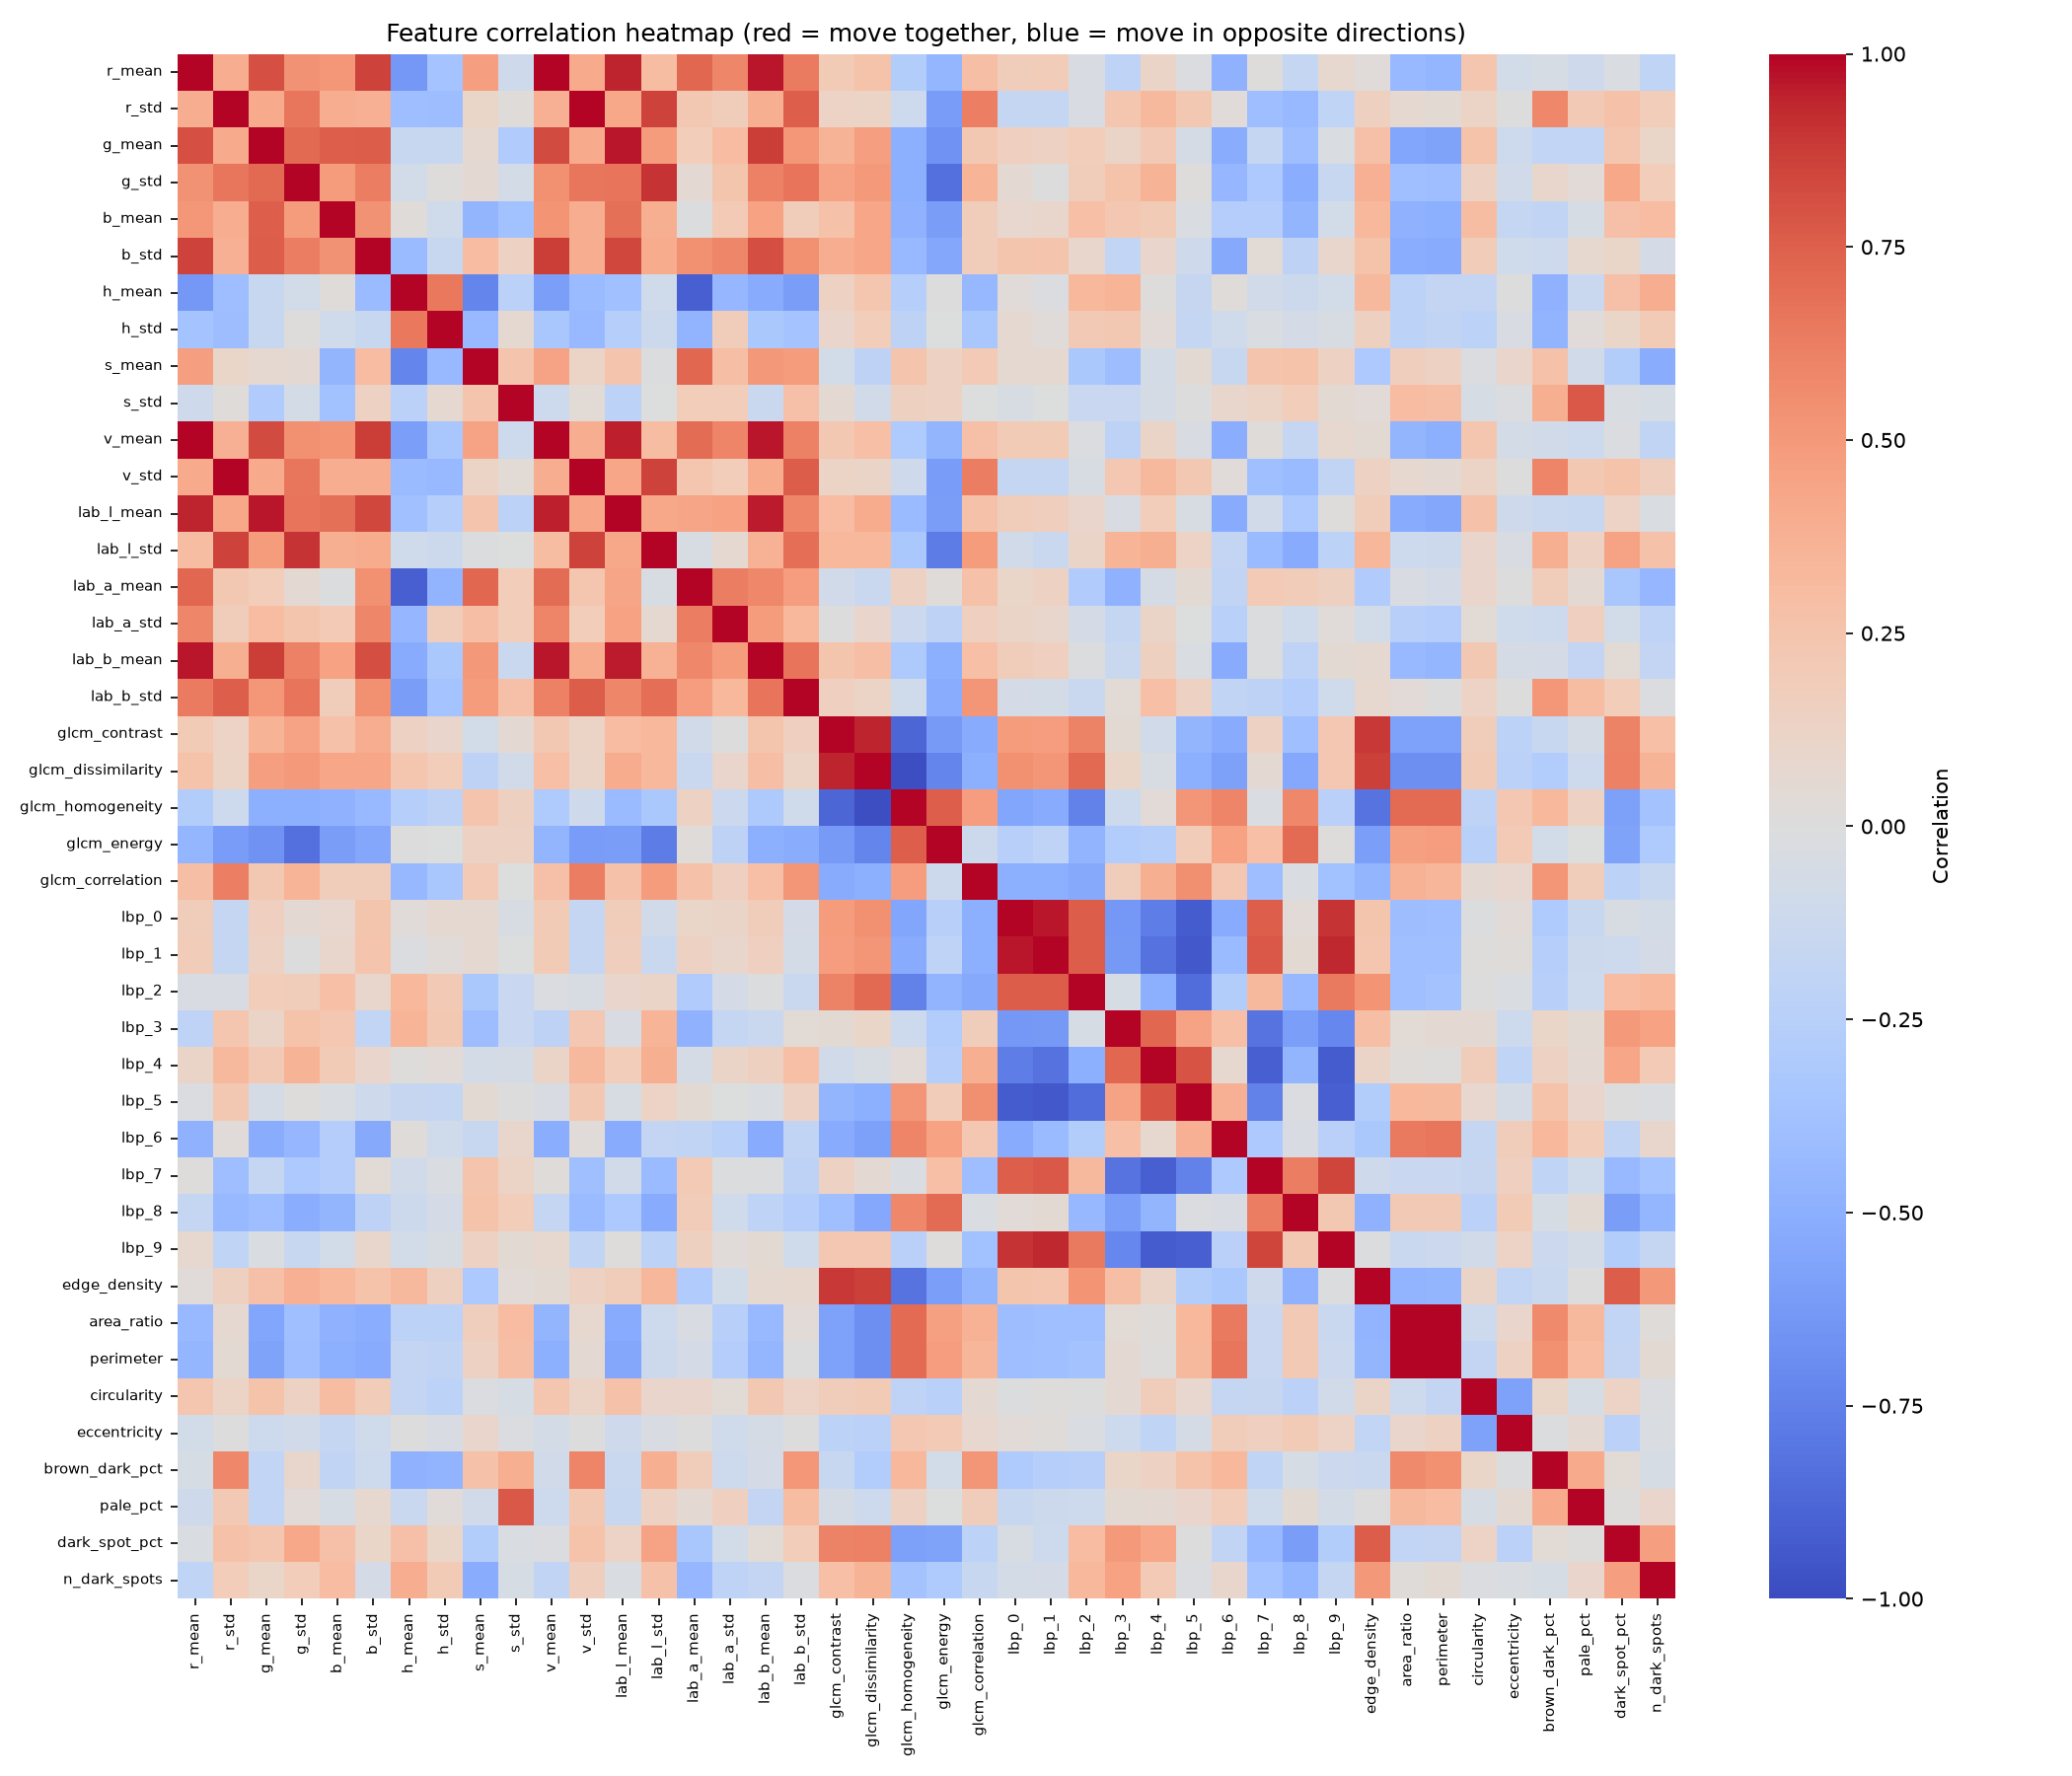 Feature correlation heatmap (red = move together, blue = move in opposite directions)
r_mean
r_std
g_mean
g_std
b_mean
b_std
h_mean
h_std
s_mean
s_std
v_mean
v_std
lab_l_mean
lab_l_std
lab_a_mean
lab_a_std
lab_b_mean
lab_b_std
glcm_contrast
glcm_dissimilarity
glcm_homogeneity
glcm_energy
glcm_correlation
lbp_0
lbp_1
lbp_2
lbp_3
lbp_4
lbp_5
lbp_6
lbp_7
lbp_8
lbp_9
edge_density
area_ratio
perimeter
circularity
eccentricity
brown_dark_pct
pale_pct
dark_spot_pct
n_dark_spots
r_mean
r_std
g_mean
g_std
b_mean
b_std
h_mean
h_std
s_mean
s_std
v_mean
v_std
lab_l_mean
lab_l_std
lab_a_mean
lab_a_std
lab_b_mean
lab_b_std
glcm_contrast
glcm_dissimilarity
glcm_homogeneity
glcm_energy
glcm_correlation
lbp_0
lbp_1
lbp_2
lbp_3
lbp_4
lbp_5
lbp_6
lbp_7
lbp_8
lbp_9
edge_density
area_ratio
perimeter
circularity
eccentricity
brown_dark_pct
pale_pct
dark_spot_pct
n_dark_spots
1.00
0.75
0.50
0.25
0.00
−0.25
−0.50
−0.75
−1.00
Correlation